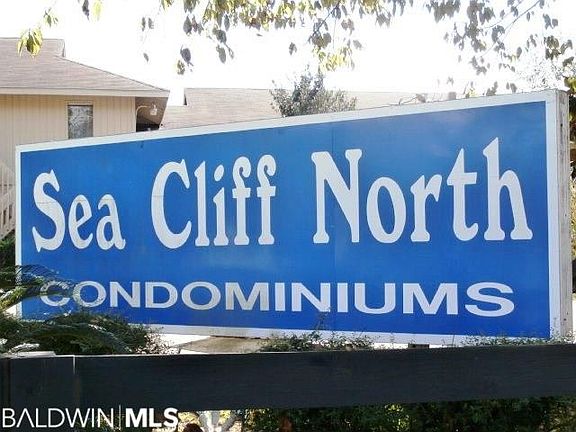 Sea Cliff North
CONDOMINIUMS
BALDWIN MLS